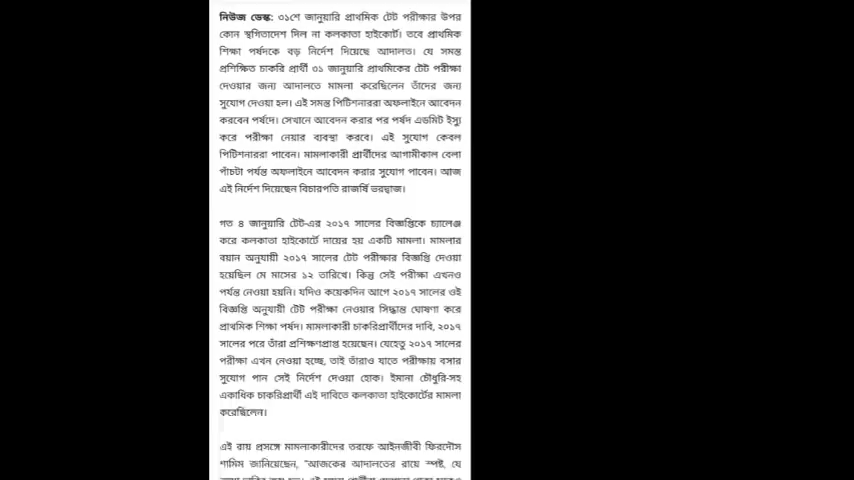 নিউজ ডেস্ক: ৩১শে জানুয়ারি প্রাথমিক টেট পরীক্ষার উপর
কোন স্থগিতাদেশ দিল না কলকাতা হাইকোর্ট। তবে প্রাথমিক
শিক্ষা পর্ষদকে বড় নির্দেশ দিয়েছে আদালত। যে সমস্ত
প্রশিক্ষিত চাকরি প্রার্থী ৩১ জানুয়ারি প্রাথমিকের টেট পরীক্ষা
দেওয়ার জন্য আদালতে মামলা করেছিলেন তাঁদের জন্য
সুযোগ দেওয়া হল। এই সমস্ত পিটিশনাররা অফলাইনে আবেদন
করবেন পর্ষদে। সেখানে আবেদন করার পর পর্ষদ এডমিট ইস্যু
করে পরীক্ষা নেয়ার ব্যবস্থা করবে। এই সুযোগ কেবল
পিটিশনাররা পাবেন। মামলাকারী প্রার্থীদের আগামীকাল বেলা
পাঁচটা পর্যন্ত অফলাইনে আবেদন করার সুযোগ পাবেন। আজ
এই নির্দেশ দিয়েছেন বিচারপতি রাজর্ষি ভরদ্বাজ।
গত ৪ জানুয়ারি টেট-এর ২০১৭ সালের বিজ্ঞপ্তিকে চ্যালেঞ্জ
করে কলকাতা হাইকোর্টে দায়ের হয় একটি মামলা। মামলার
বয়ান অনুযায়ী ২০১৭ সালের টেট পরীক্ষার বিজ্ঞপ্তি দেওয়া
হয়েছিল মে মাসের ১২ তারিখে। কিন্তু সেই পরীক্ষা এখনও
পর্যন্ত নেওয়া হয়নি। যদিও কয়েকদিন আগে ২০১৭ সালের ওই
বিজ্ঞপ্তি অনুযায়ী টেট পরীক্ষা নেওয়ার সিদ্ধান্ত ঘোষণা করে
প্রাথমিক শিক্ষা পর্ষদ। মামলাকারী চাকরিপ্রার্থীদের দাবি, ২০১৭
সালের পরে তাঁরা প্রশিক্ষণপ্রাপ্ত হয়েছেন। যেহেতু ২০১৭ সালের
পরীক্ষা এখন নেওয়া হচ্ছে, তাই তাঁরাও যাতে পরীক্ষায় বসার
সুযোগ পান সেই নির্দেশ দেওয়া হোক। ইমানা চৌধুরি-সহ
একাধিক চাকরিপ্রার্থী এই দাবিতে কলকাতা হাইকোর্টের মামলা
করেছিলেন।
এই রায় প্রসঙ্গে মামলাকারীদের তরফে আইনজীবী ফিরদৌস
শামিম জানিয়েছেন, "আজকের আদালতের রায়ে স্পষ্ট, যে